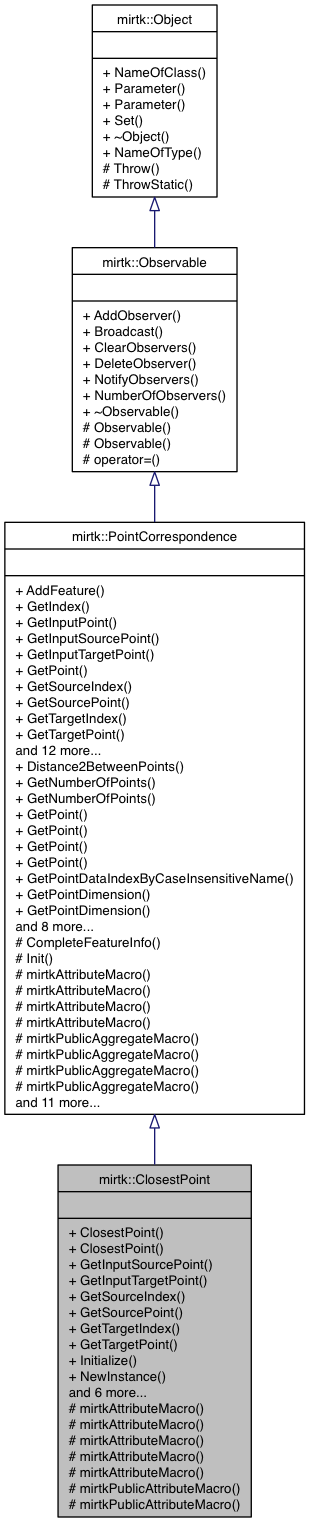 mirtk::Object
+ NameOfClass()
+ Parameter()
+ Parameter()
+ Set()
+ ~Object()
+ NameOfType()
# Throw()
# ThrowStatic()
mirtk::Observable
+ AddObserver()
+ Broadcast()
+ ClearObservers()
+ DeleteObserver()
+ NotifyObservers()
+ NumberOfObservers()
+ ~Observable()
# Observable()
# Observable()
# operator=()
mirtk::PointCorrespondence
+ AddFeature()
+ GetIndex()
+ GetInputPoint()
+ GetInputSourcePoint()
+ GetInputTargetPoint()
+ GetPoint()
+ GetSourceIndex()
+ GetSourcePoint()
+ GetTargetIndex()
+ GetTargetPoint()
and 12 more...
+ Distance2BetweenPoints()
+ GetNumberOfPoints()
+ GetNumberOfPoints()
+ GetPoint()
+ GetPoint()
+ GetPoint()
+ GetPoint()
+ GetPointDataIndexByCaseInsensitiveName()
+ GetPointDimension()
+ GetPointDimension()
and 8 more...
# CompleteFeatureInfo()
# Init()
# mirtkAttributeMacro()
# mirtkAttributeMacro()
# mirtkAttributeMacro()
# mirtkAttributeMacro()
# mirtkPublicAggregateMacro()
# mirtkPublicAggregateMacro()
# mirtkPublicAggregateMacro()
# mirtkPublicAggregateMacro()
and 11 more...
mirtk::ClosestPoint
+ ClosestPoint()
+ ClosestPoint()
+ GetInputSourcePoint()
+ GetInputTargetPoint()
+ GetSourceIndex()
+ GetSourcePoint()
+ GetTargetIndex()
+ GetTargetPoint()
+ Initialize()
+ NewInstance()
and 6 more...
# mirtkAttributeMacro()
# mirtkAttributeMacro()
# mirtkAttributeMacro()
# mirtkAttributeMacro()
# mirtkAttributeMacro()
# mirtkPublicAttributeMacro()
# mirtkPublicAttributeMacro()